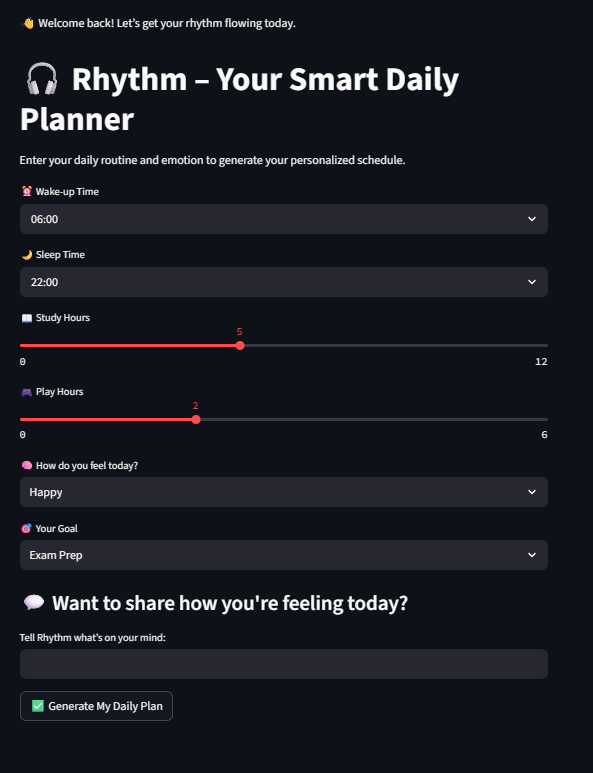 👋 Welcome back! Let's get your rhythm flowing today.
🎧 Rhythm – Your Smart Daily
Planner
Enter your daily routine and emotion to generate your personalized schedule.
⏰ Wake-up Time
06:00
🌙 Sleep Time
22:00
📖 Study Hours
5
0 12
🎮 Play Hours
2
0 6
🧠 How do you feel today?
Happy
🎯 Your Goal
Exam Prep
💬 Want to share how you're feeling today?
Tell Rhythm what's on your mind:
✅ Generate My Daily Plan